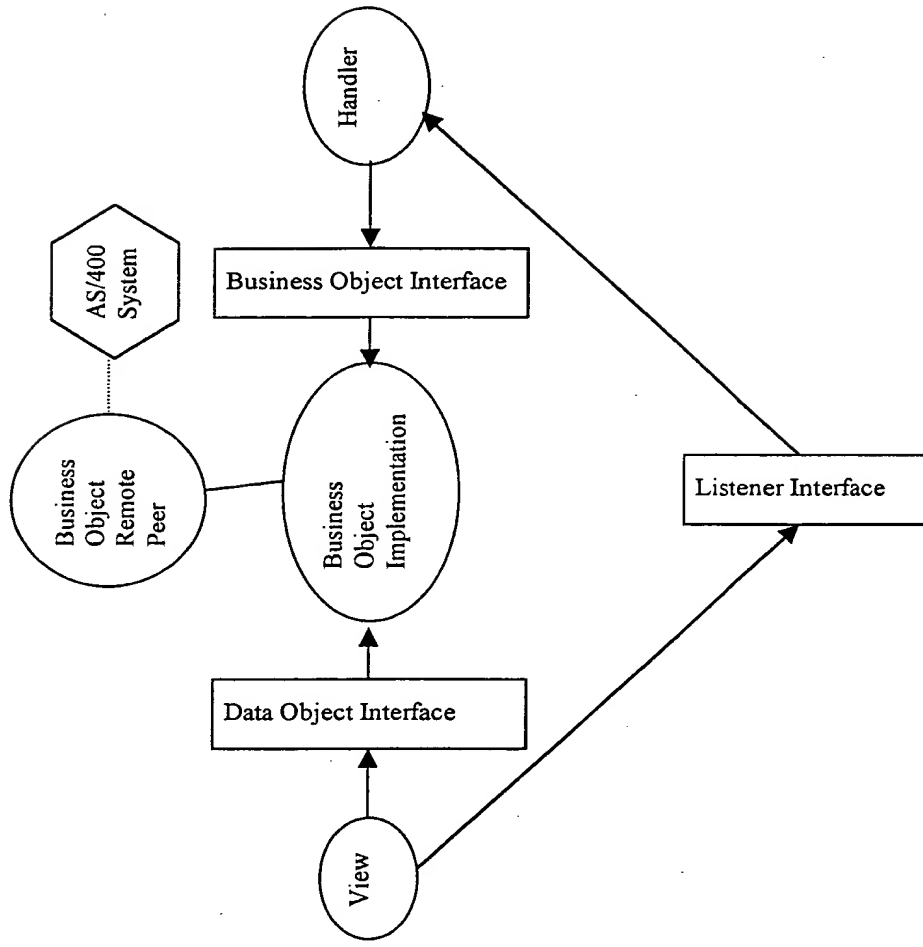 AS/400
System
Business
Object
Remote
Peer
Handler
Business Object Interface
Business
Object
Implementation
Data Object Interface
View
Listener Interface